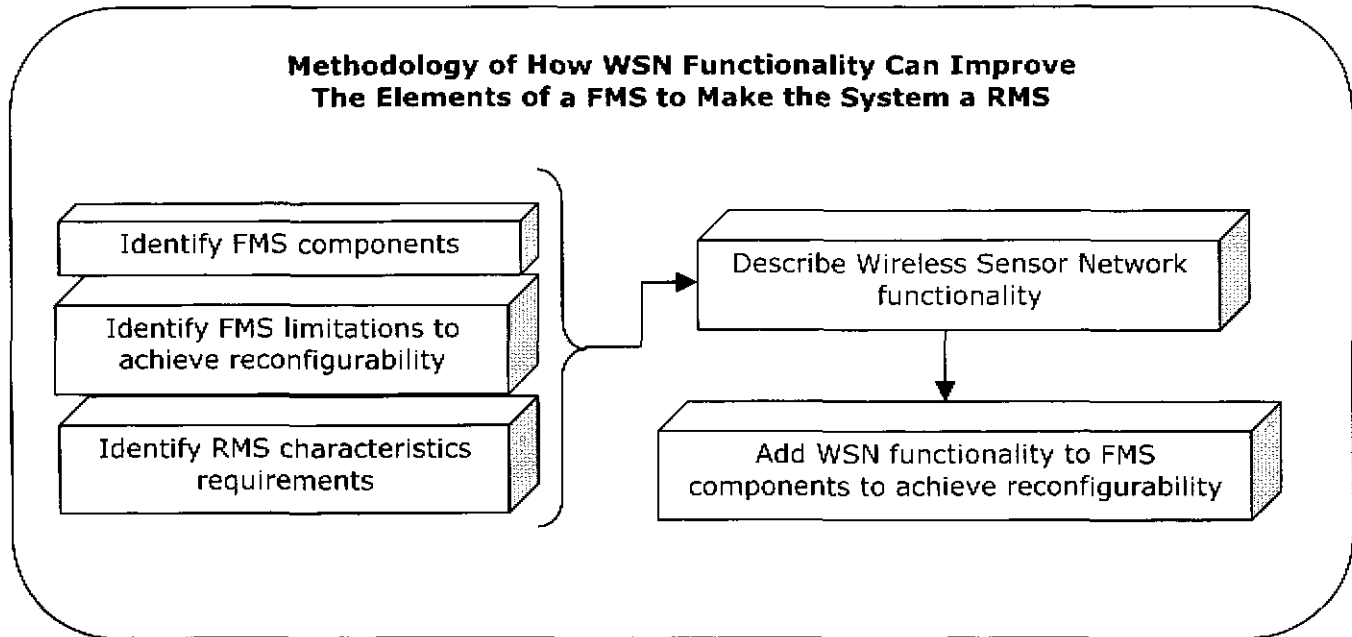 Methodology of How WSN Functionality Can Improve
The Elements of a FMS to Make the System a RMS
Identify FMS components
Identify FMS limitations to
achieve reconfigurability
Identify RMS characteristics
requirements
Describe Wireless Sensor Network
functionality
Add WSN functionality to FMS
components to achieve reconfigurability